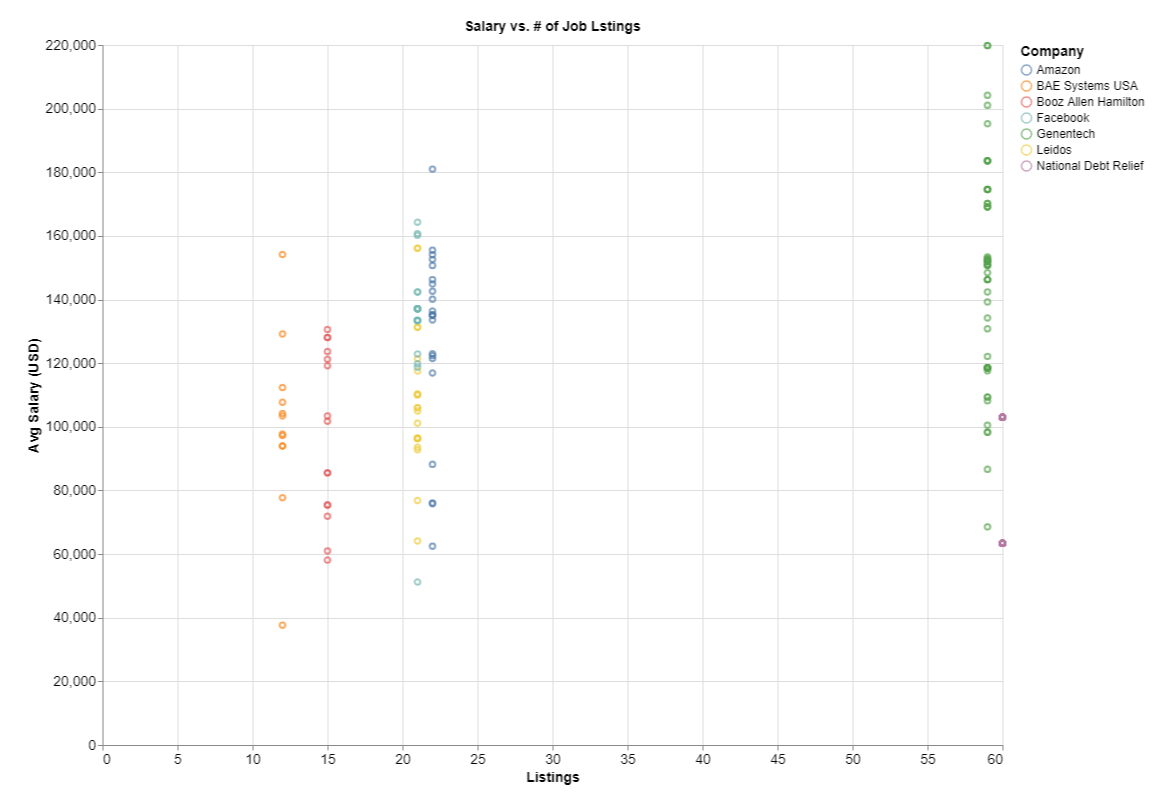 Salary vs. # of Job Lstings
220,000
200,000
180,000
160,000
140,000
120,000
100,000
80,000
60,000
40,000
20,000
0
Avg Salary (USD)
0 5 10 15 20 25 30 35 40 45 50 55 60
Listings
Company
Amazon
BAE Systems USA
Booz Allen Hamilton
Facebook
Genentech
Leidos
National Debt Relief